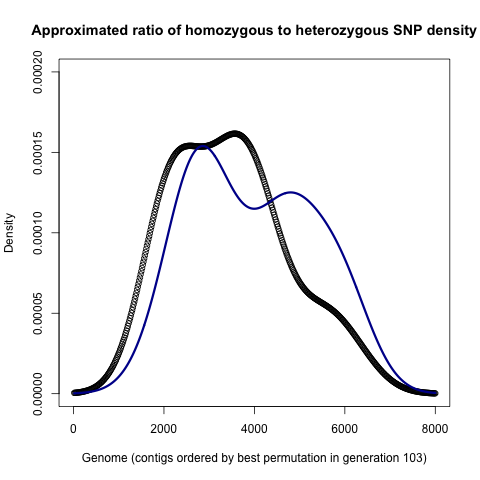 Approximated ratio of homozygous to heterozygous SNP density
Density
0.00020
0.00015
0.00010
0.00005
0.00000
0 2000 4000 6000 8000
Genome (contigs ordered by best permutation in generation 103)